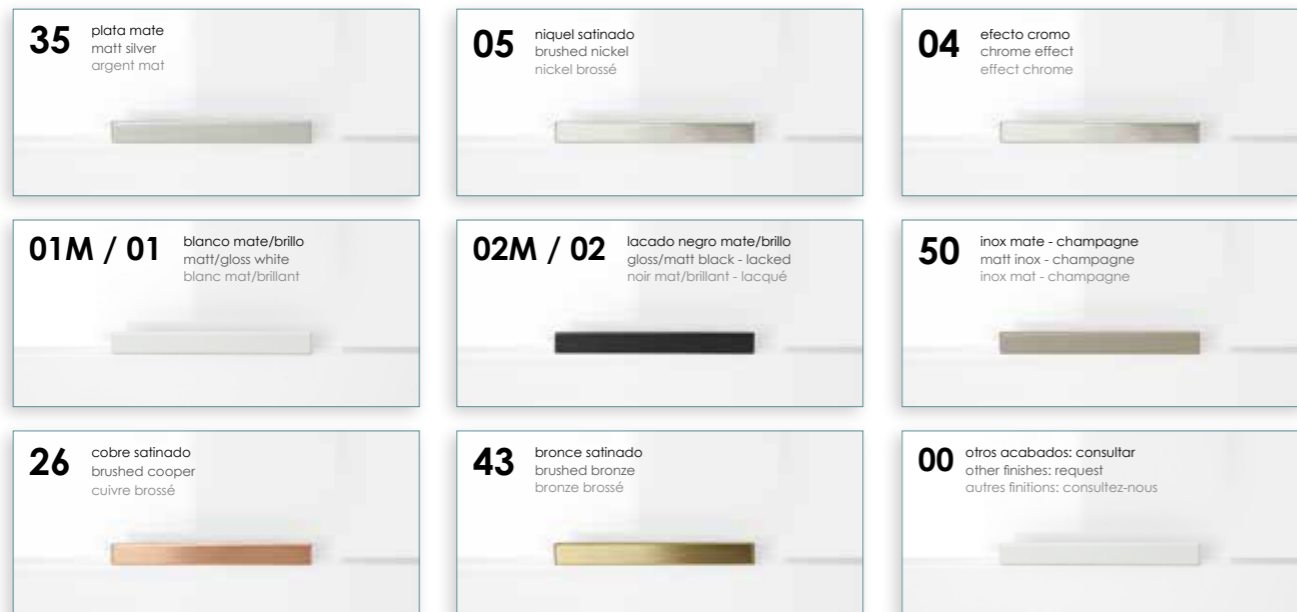 35
plata mate
matt silver
argent mat
05
niquel satinado
brushed nickel
nickel brossé
04
efecto cromo
chrome effect
effect chrome
01M / 01
blanco mate/brillo
matt/gloss white
blanc mat/brillant
02M / 02
lacado negro mate/brillo
gloss/matt black - lacked
noir mat/brillant - lacqué
50
inox mate - champagne
matt inox - champagne
inox mat - champagne
26
cobre satinado
brushed cooper
cuivre brossé
43
bronce satinado
brushed bronze
bronze brossé
00
otros acabados: consultar
other finishes: request
autres finitions: consultez-nous